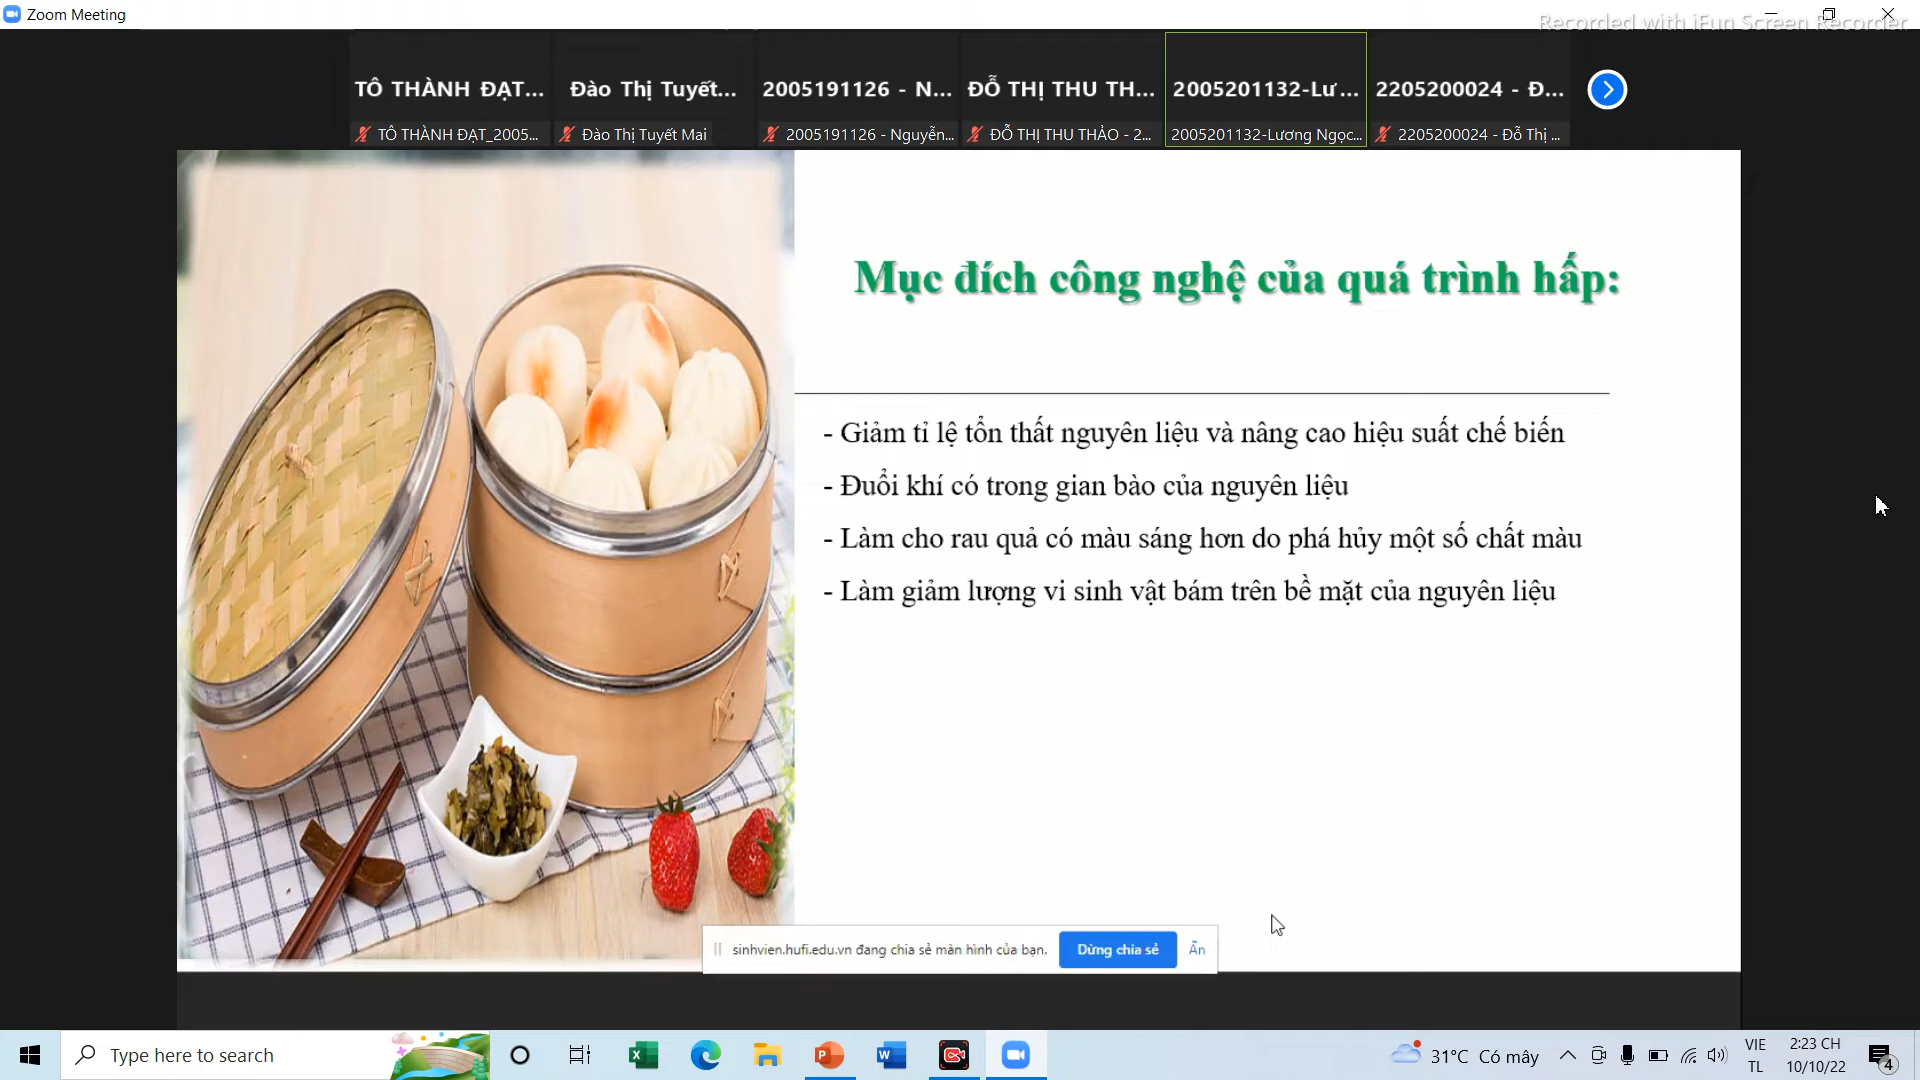 Zoom Meeting
Recorded with iFun Screen Recorder
TÔ THÀNH ĐẠT... Đào Thị Tuyết... 2005191126 - N... ĐỖ THỊ THU TH... 2005201132-Lư... 2205200024 - Đ...
TÔ THÀNH ĐẠT_2005... Đào Thị Tuyết Mai 2005191126 - Nguyễn... ĐỖ THỊ THU THẢO - 2... 2005201132-Lương Ngọc... 2205200024 - Đỗ Thị ...
Mục đích công nghệ của quá trình hấp:
- Giảm tỉ lệ tổn thất nguyên liệu và nâng cao hiệu suất chế biến
- Đuổi khí có trong gian bào của nguyên liệu
- Làm cho rau quả có màu sáng hơn do phá hủy một số chất màu
- Làm giảm lượng vi sinh vật bám trên bề mặt của nguyên liệu
sinhvien.hufi.edu.vn đang chia sẻ màn hình của bạn. Dừng chia sẻ Ẩn
Type here to search
31°C Có mây
VIE
TL
2:23 CH
10/10/22
4